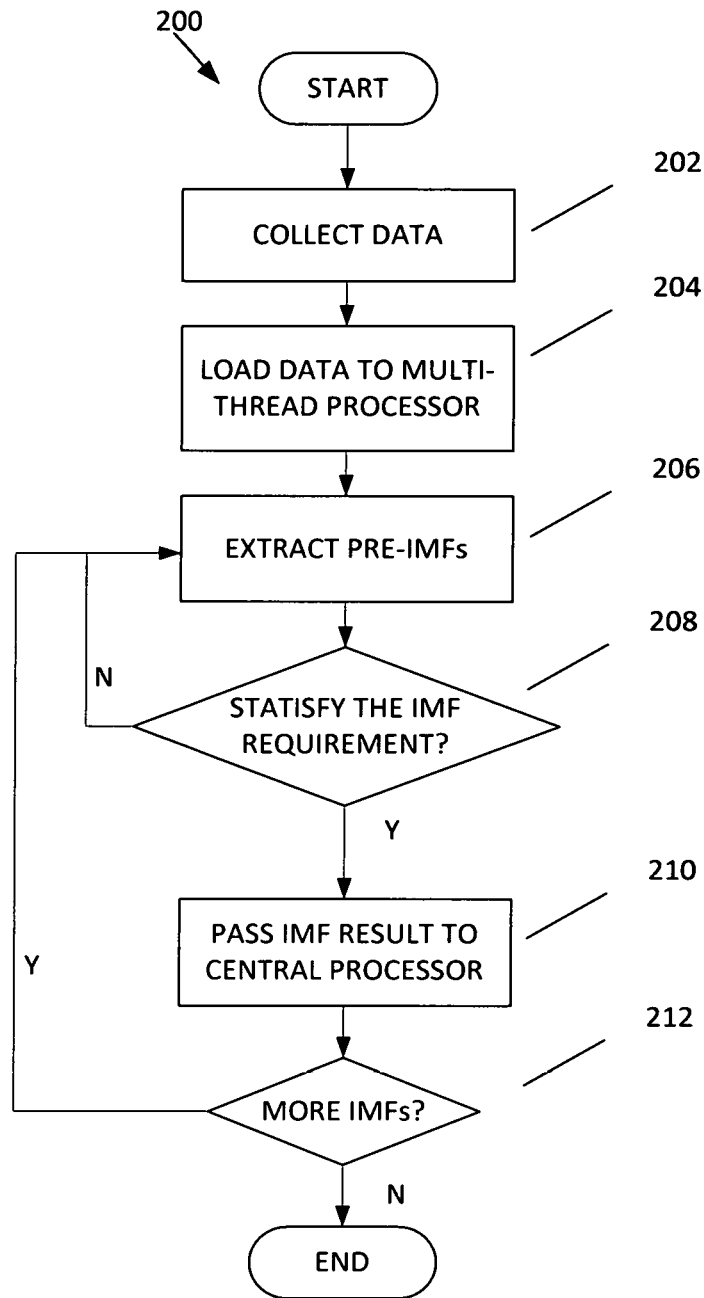 200
START
202
COLLECT DATA
204
LOAD DATA TO MULTI-
THREAD PROCESSOR
206
EXTRACT PRE-IMFs
208
N
STATISFY THE IMF
REQUIREMENT?
Y
210
PASS IMF RESULT TO
CENTRAL PROCESSOR
Y
212
MORE IMFs?
N
END